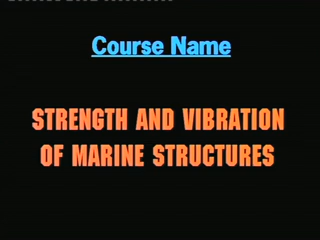 Course Name
STRENGTH AND VIBRATION
OF MARINE STRUCTURES